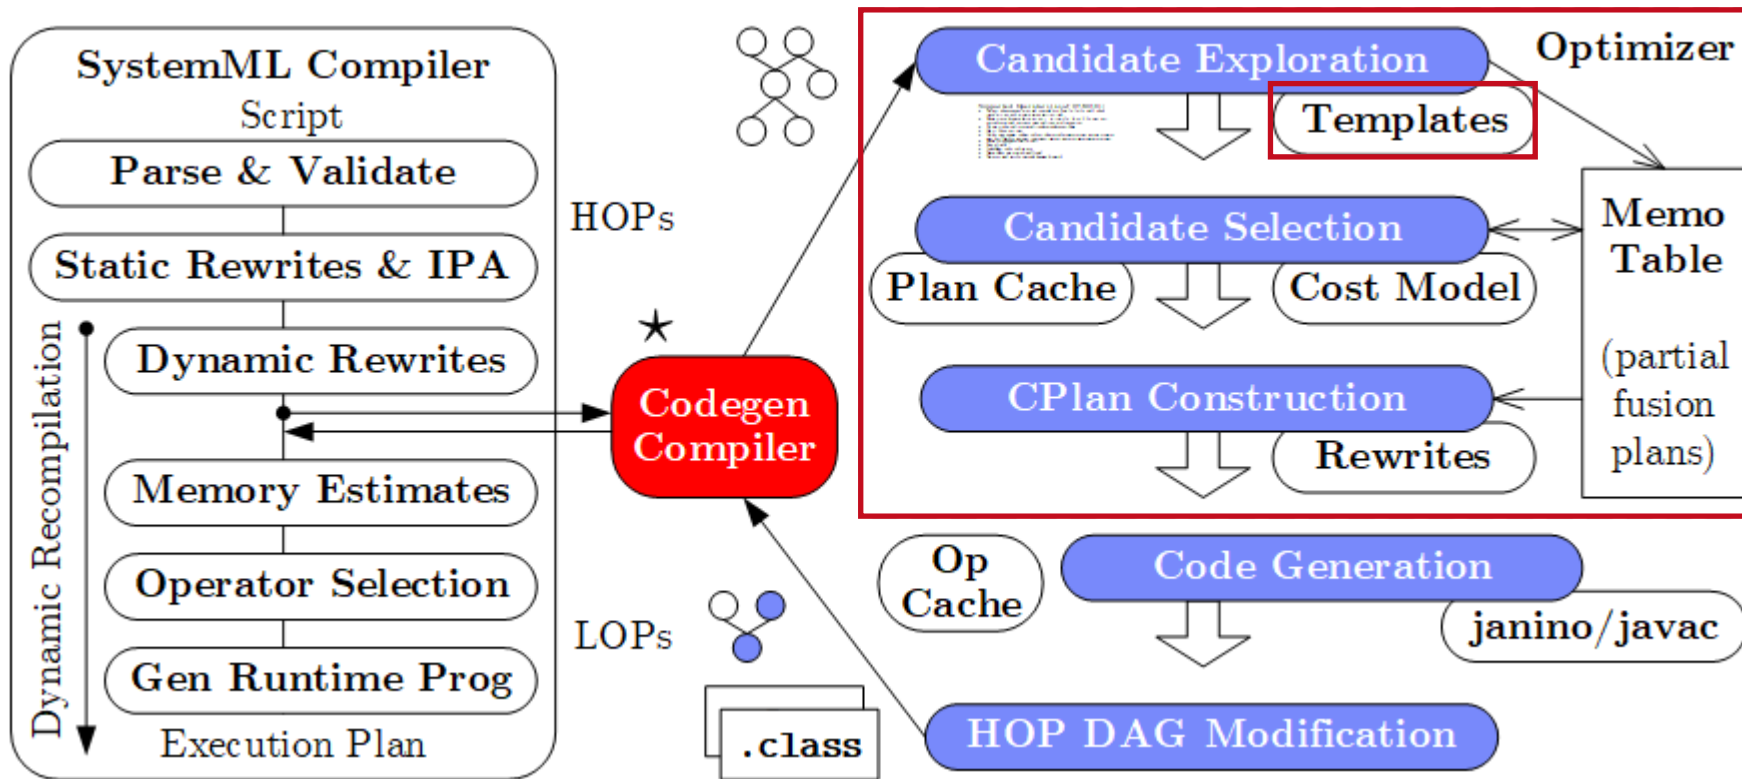 SystemML Compiler
Script
Parse & Validate
Static Rewrites & IPA
Dynamic Rewrites
Memory Estimates
Operator Selection
Gen Runtime Prog
Execution Plan
Dynamic Recompilation
HOPs
Codegen
Compiler
LOPs
.class
Optimizer
Candidate Exploration
Templates
Candidate Selection
Plan Cache
Cost Model
CPlan Construction
Rewrites
Memo
Table
(partial
fusion
plans)
Op
Cache
Code Generation
janino/javac
HOP DAG Modification